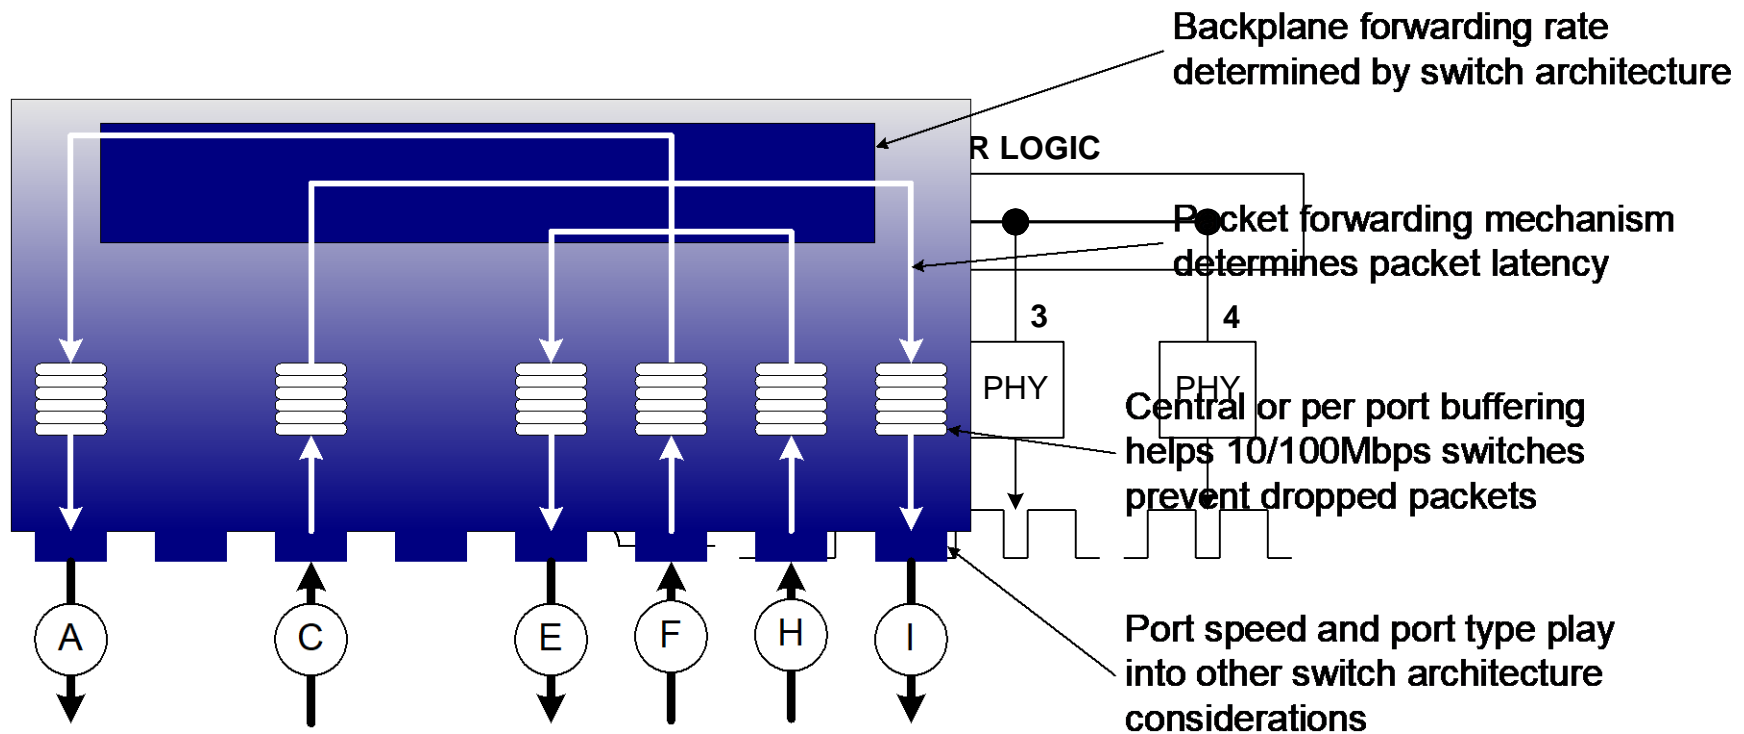 Backplane forwarding rate
determined by switch architecture
R LOGIC
Packet forwarding mechanism
determines packet latency
3
4
PHY
PHY
Central or per port buffering
helps 10/100Mbps switches
prevent dropped packets
A
C
E
F
H
I
Port speed and port type play
into other switch architecture
considerations